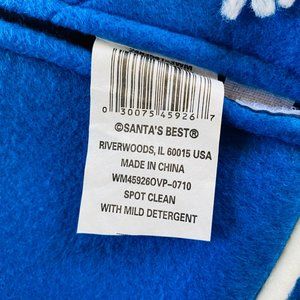 0 30075 45926 7
©SANTA'S BEST®
RIVERWOODS, IL 60015 USA
MADE IN CHINA
WM45926OVP-0710
SPOT CLEAN
WITH MILD DETERGENT